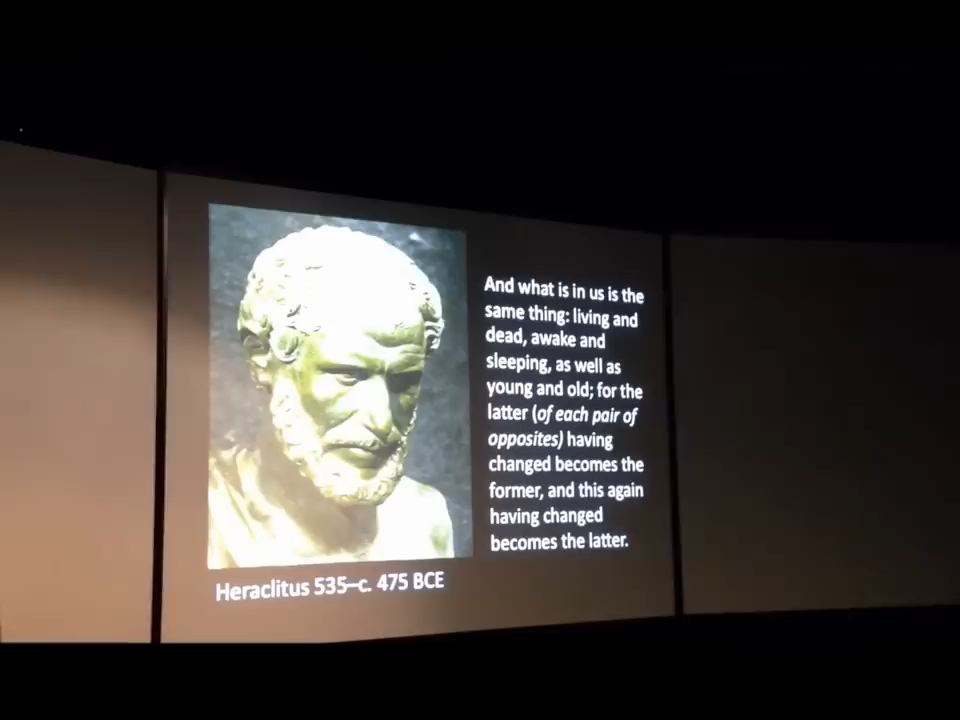 And what is in us is the
same thing: living and
dead, awake and
sleeping, as well as
young and old; for the
latter (of each pair of
opposites) having
changed becomes the
former, and this again
having changed
becomes the latter.
Heraclitus 535–c. 475 BCE